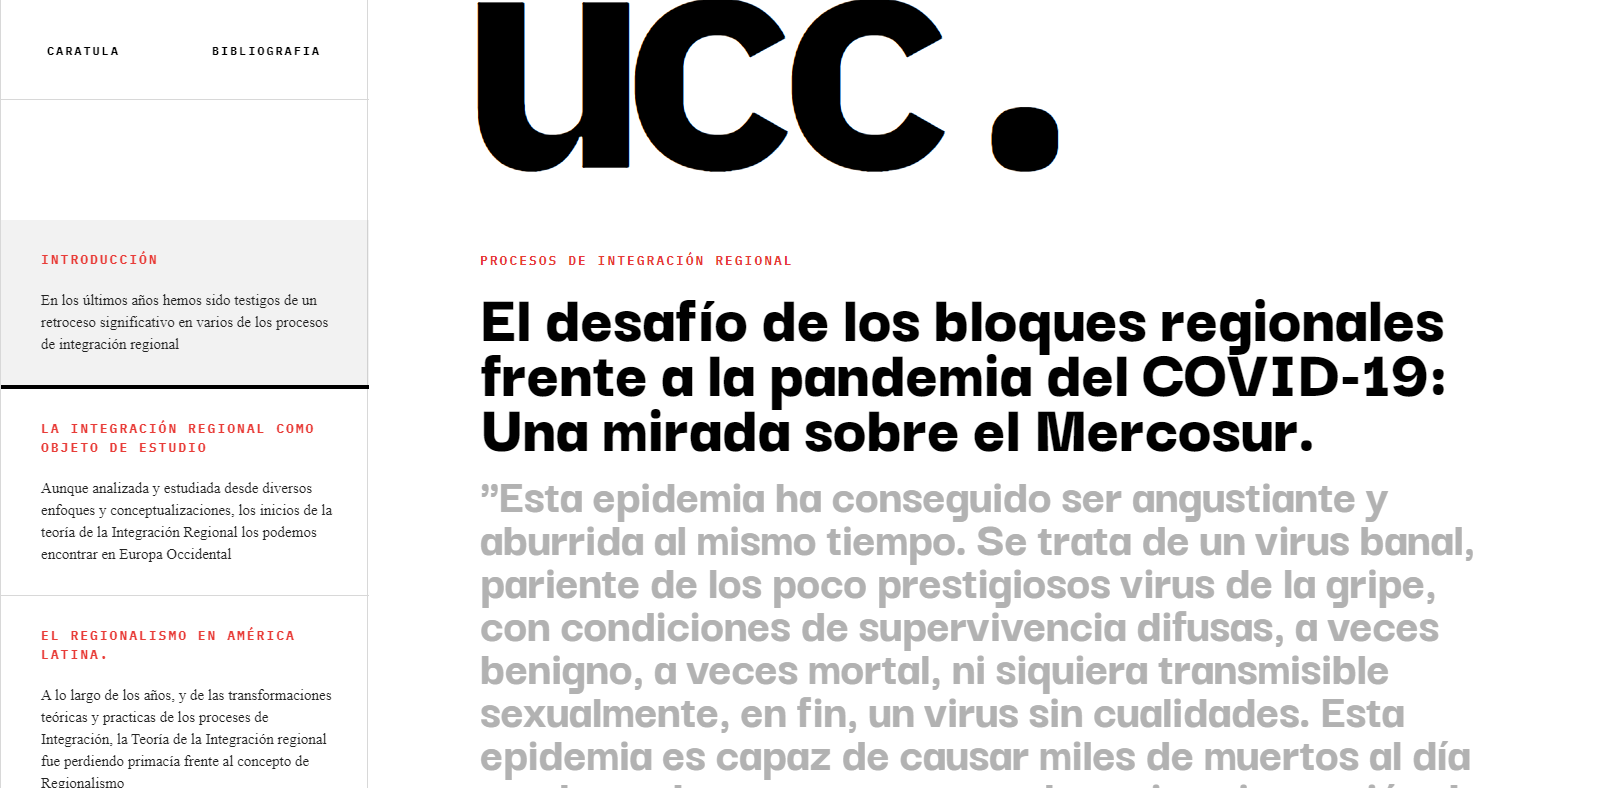 CARATULA
BIBLIOGRAFIA
INTRODUCCIÓN
En los últimos años hemos sido testigos de un
retroceso significativo en varios de los procesos
de integración regional
LA INTEGRACIÓN REGIONAL COMO
OBJETO DE ESTUDIO
Aunque analizada y estudiada desde diversos
enfoques y conceptualizaciones, los inicios de la
teoría de la Integración Regional los podemos
encontrar en Europa Occidental
EL REGIONALISMO EN AMÉRICA
LATINA.
A lo largo de los años, y de las transformaciones
teóricas y practicas de los proceses de
Integración, la Teoría de la Integración regional
fue perdiendo primacía frente al concepto de
Regionalismo
ucc.
PROCESOS DE INTEGRACIÓN REGIONAL
El desafío de los bloques regionales
frente a la pandemia del COVID-19:
Una mirada sobre el Mercosur.
”Esta epidemia ha conseguido ser angustiante y
aburrida al mismo tiempo. Se trata de un virus banal,
pariente de los poco prestigiosos virus de la gripe,
con condiciones de supervivencia difusas, a veces
benigno, a veces mortal, ni siquiera transmisible
sexualmente, en fin, un virus sin cualidades. Esta
epidemia es capaz de causar miles de muertos al día